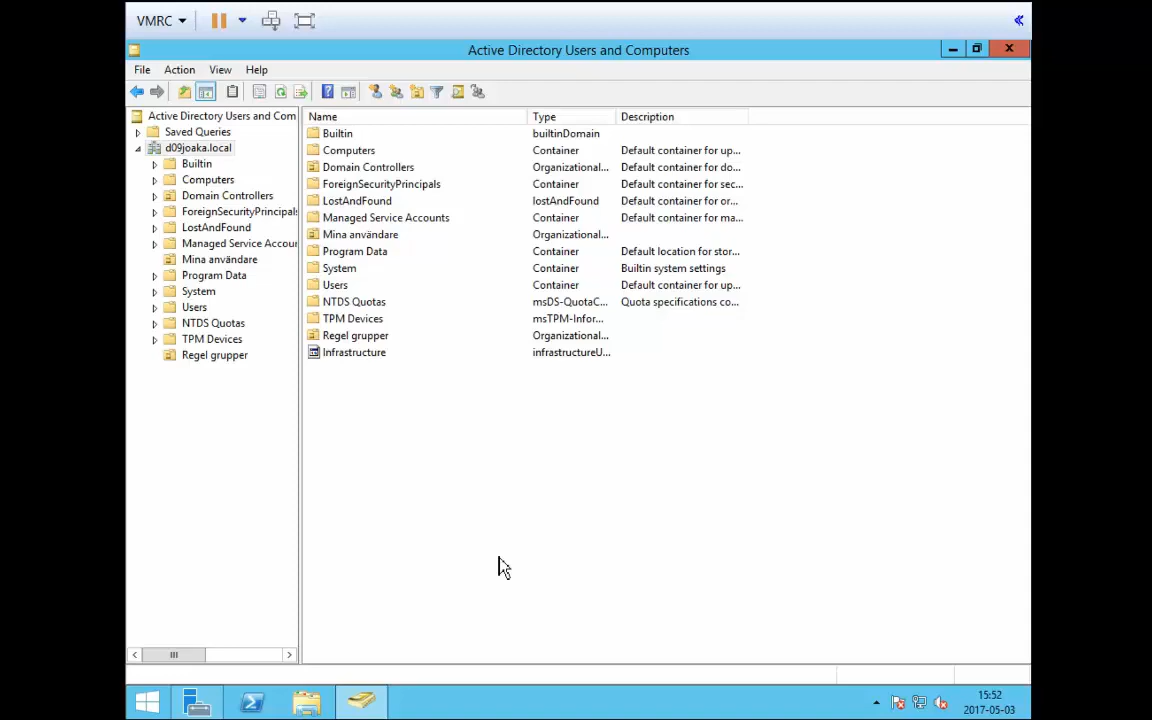 VMRC
Active Directory Users and Computers
File Action View Help
Active Directory Users and Com
Saved Queries
d09joaka.local
Builtin
Computers
Domain Controllers
ForeignSecurityPrincipals
LostAndFound
Managed Service Accour
Mina användare
Program Data
System
Users
NTDS Quotas
TPM Devices
Regel grupper
Name Type Description
Builtin builtinDomain
Computers Container Default container for up...
Domain Controllers Organizational... Default container for do...
ForeignSecurityPrincipals Container Default container for sec...
LostAndFound lostAndFound Default container for or...
Managed Service Accounts Container Default container for ma...
Mina användare Organizational...
Program Data Container Default location for stor...
System Container Builtin system settings
Users Container Default container for up...
NTDS Quotas msDS-QuotaC... Quota specifications co...
TPM Devices msTPM-Infor...
Regel grupper Organizational...
Infrastructure infrastructureU...
15:52
2017-05-03